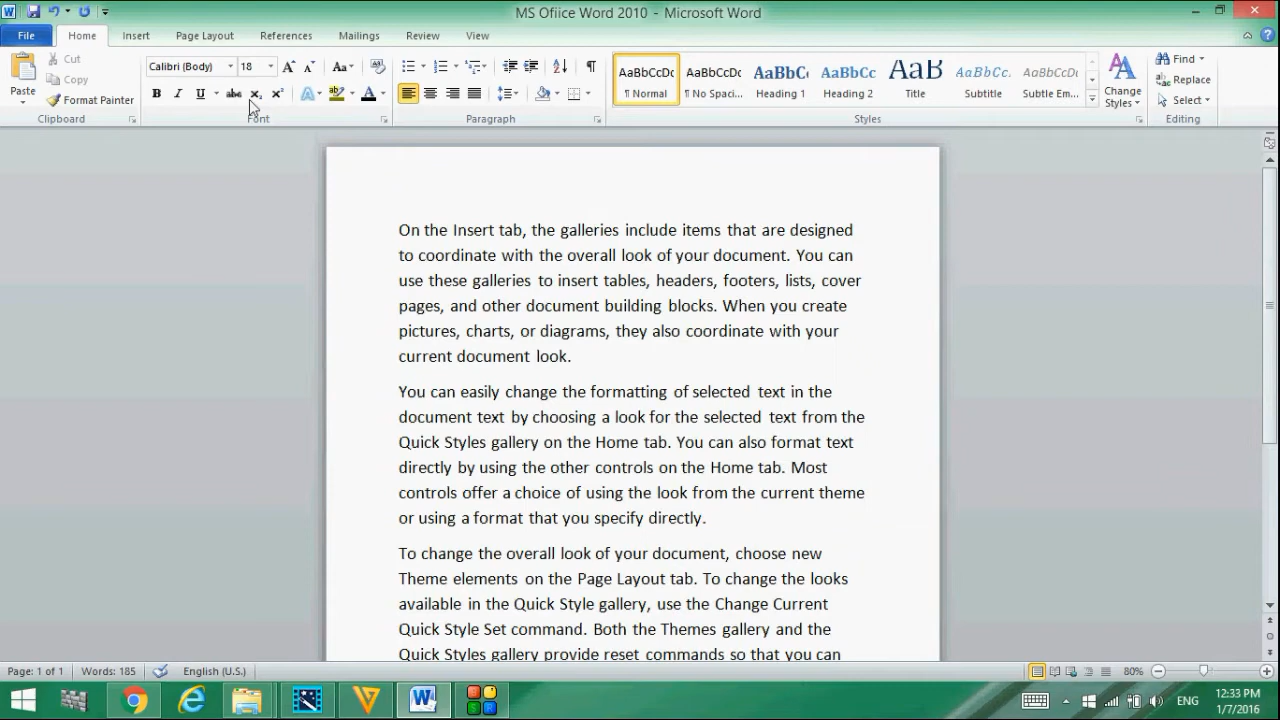 MS Ofiice Word 2010 - Microsoft Word
File Home Insert Page Layout References Mailings Review View
Cut
Copy
Paste
Format Painter
Clipboard
Calibri (Body) 18
Aa
B I U abc x₂ x² A ab A
Font
Paragraph
AaBbCcDc AaBbCcDc AaBbC AaBbCc AaB AaBbCcL AaBbCcD
¶ Normal ¶ No Spaci... Heading 1 Heading 2 Title Subtitle Subtle Em...
Change
Styles
Styles
Find
Replace
Select
Editing
On the Insert tab, the galleries include items that are designed
to coordinate with the overall look of your document. You can
use these galleries to insert tables, headers, footers, lists, cover
pages, and other document building blocks. When you create
pictures, charts, or diagrams, they also coordinate with your
current document look.
You can easily change the formatting of selected text in the
document text by choosing a look for the selected text from the
Quick Styles gallery on the Home tab. You can also format text
directly by using the other controls on the Home tab. Most
controls offer a choice of using the look from the current theme
or using a format that you specify directly.
To change the overall look of your document, choose new
Theme elements on the Page Layout tab. To change the looks
available in the Quick Style gallery, use the Change Current
Quick Style Set command. Both the Themes gallery and the
Quick Styles gallery provide reset commands so that you can
Page: 1 of 1 Words: 185 English (U.S.) 80%
ENG
12:33 PM
1/7/2016